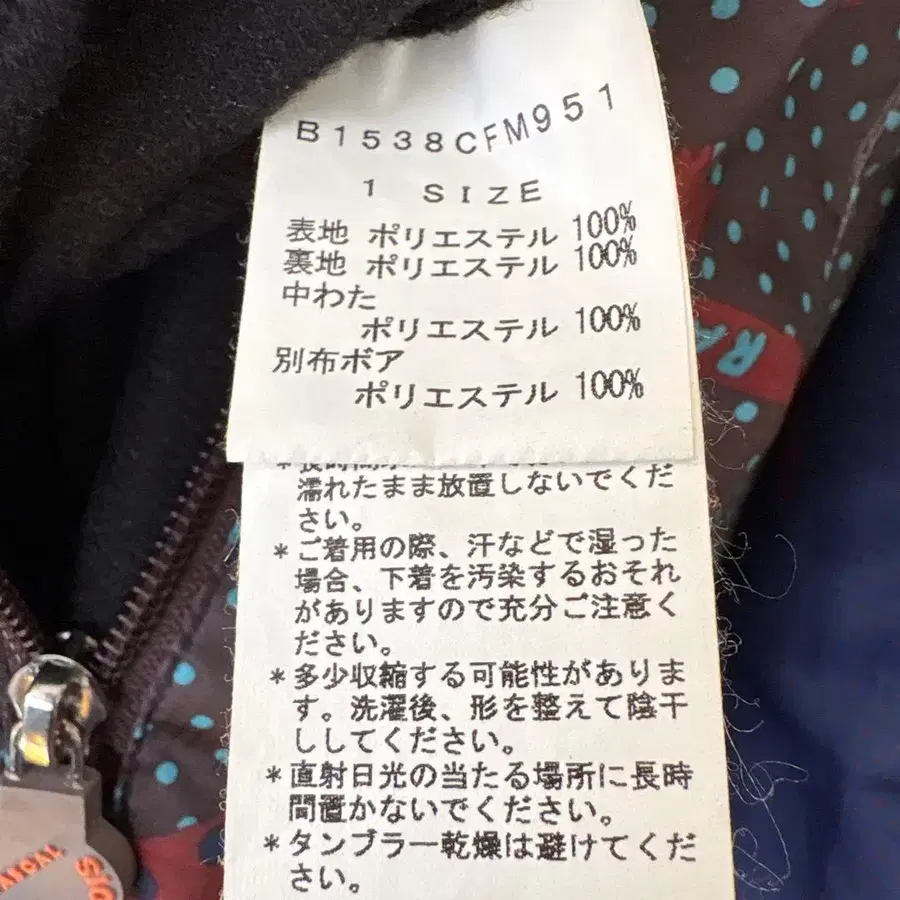 B1538CFM951
1 SIZE
表地 ポリエステル 100%
裏地 ポリエステル 100%
中わた
ポリエステル 100%
別布ボア
ポリエステル 100%
濡れたまま放置しないでくだ
さい。
*ご着用の際、汗などで湿った
場合、下着を汚染するおそれ
がありますので充分ご注意く
ださい。
*多少収縮する可能性がありま
す。洗濯後、形を整えて陰干
ししてください。
*直射日光の当たる場所に長時
間置かないでください。
*タンブラー乾燥は避けてくだ
さい。